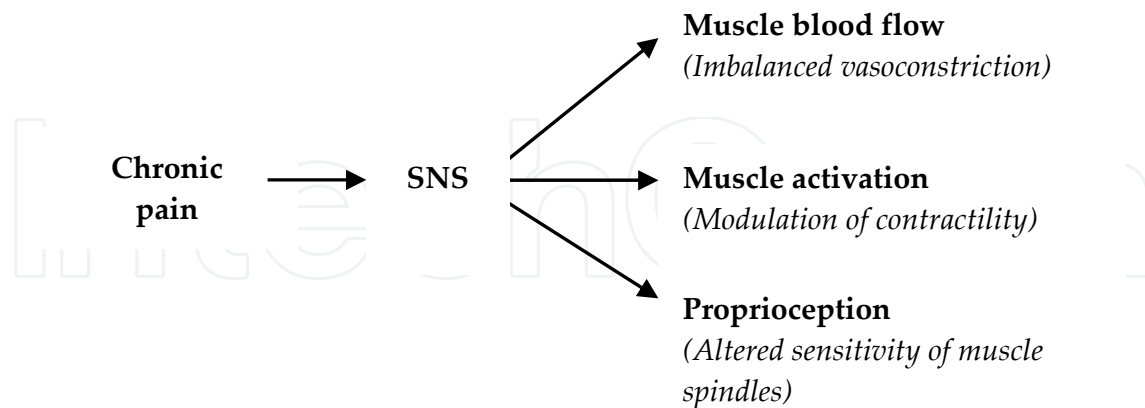 Muscle blood flow
(Imbalanced vasoconstriction)
Chronic
pain
SNS
Muscle activation
(Modulation of contractility)
Proprioception
(Altered sensitivity of muscle
spindles)